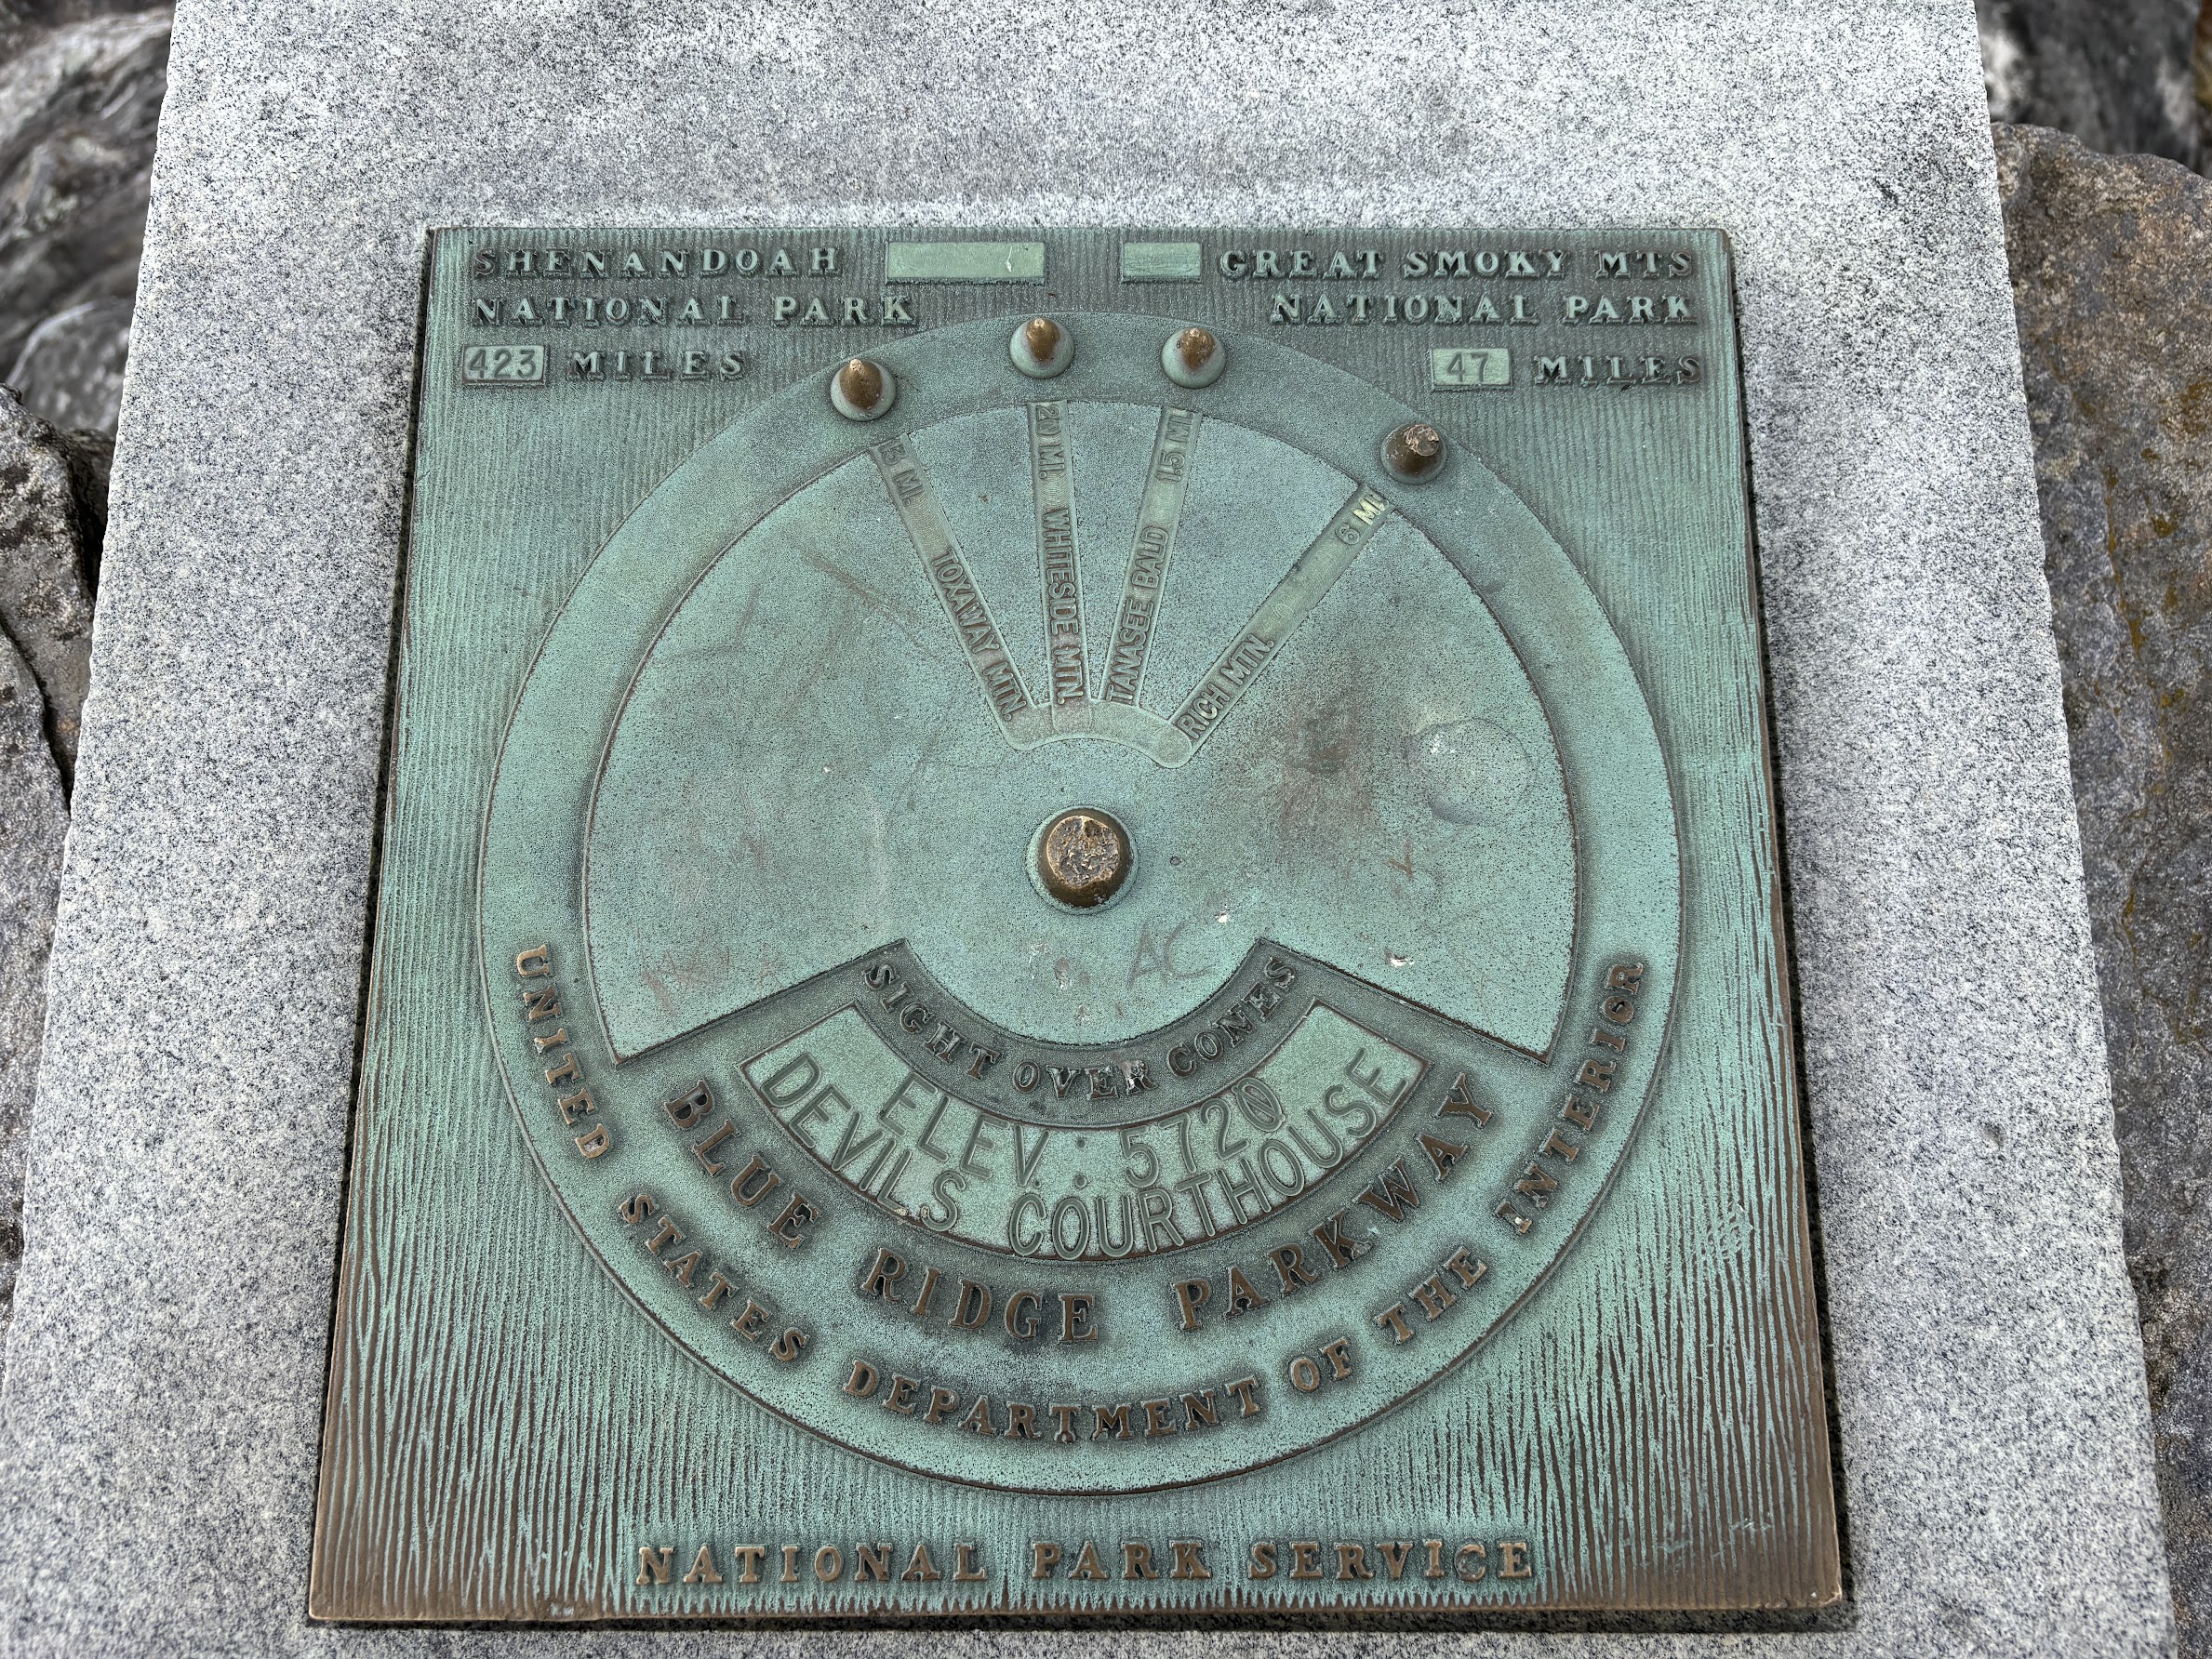 SHENANDOAH
NATIONAL PARK
423 MILES
GREAT SMOKY MTS
NATIONAL PARK
47 MILES
MI. TOXAWAY MTN.
20 MI. WHITESIDE MTN.
TANASEE BALD 15 MI.
RICH MTN. 6 MI.
SIGHT OVER CONES
ELEV.: 5720
DEVILS COURTHOUSE
BLUE RIDGE PARKWAY
UNITED STATES DEPARTMENT OF THE INTERIOR
NATIONAL PARK SERVICE
AC